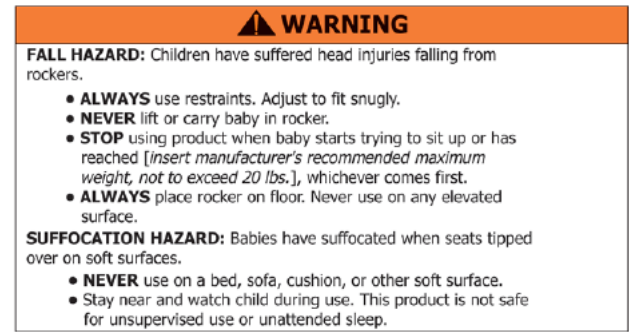 WARNING
FALL HAZARD: Children have suffered head injuries falling from
rockers.
• ALWAYS use restraints. Adjust to fit snugly.
• NEVER lift or carry baby in rocker.
• STOP using product when baby starts trying to sit up or has
reached [insert manufacturer's recommended maximum
weight, not to exceed 20 lbs.], whichever comes first.
• ALWAYS place rocker on floor. Never use on any elevated
surface.
SUFFOCATION HAZARD: Babies have suffocated when seats tipped
over on soft surfaces.
• NEVER use on a bed, sofa, cushion, or other soft surface.
• Stay near and watch child during use. This product is not safe
for unsupervised use or unattended sleep.